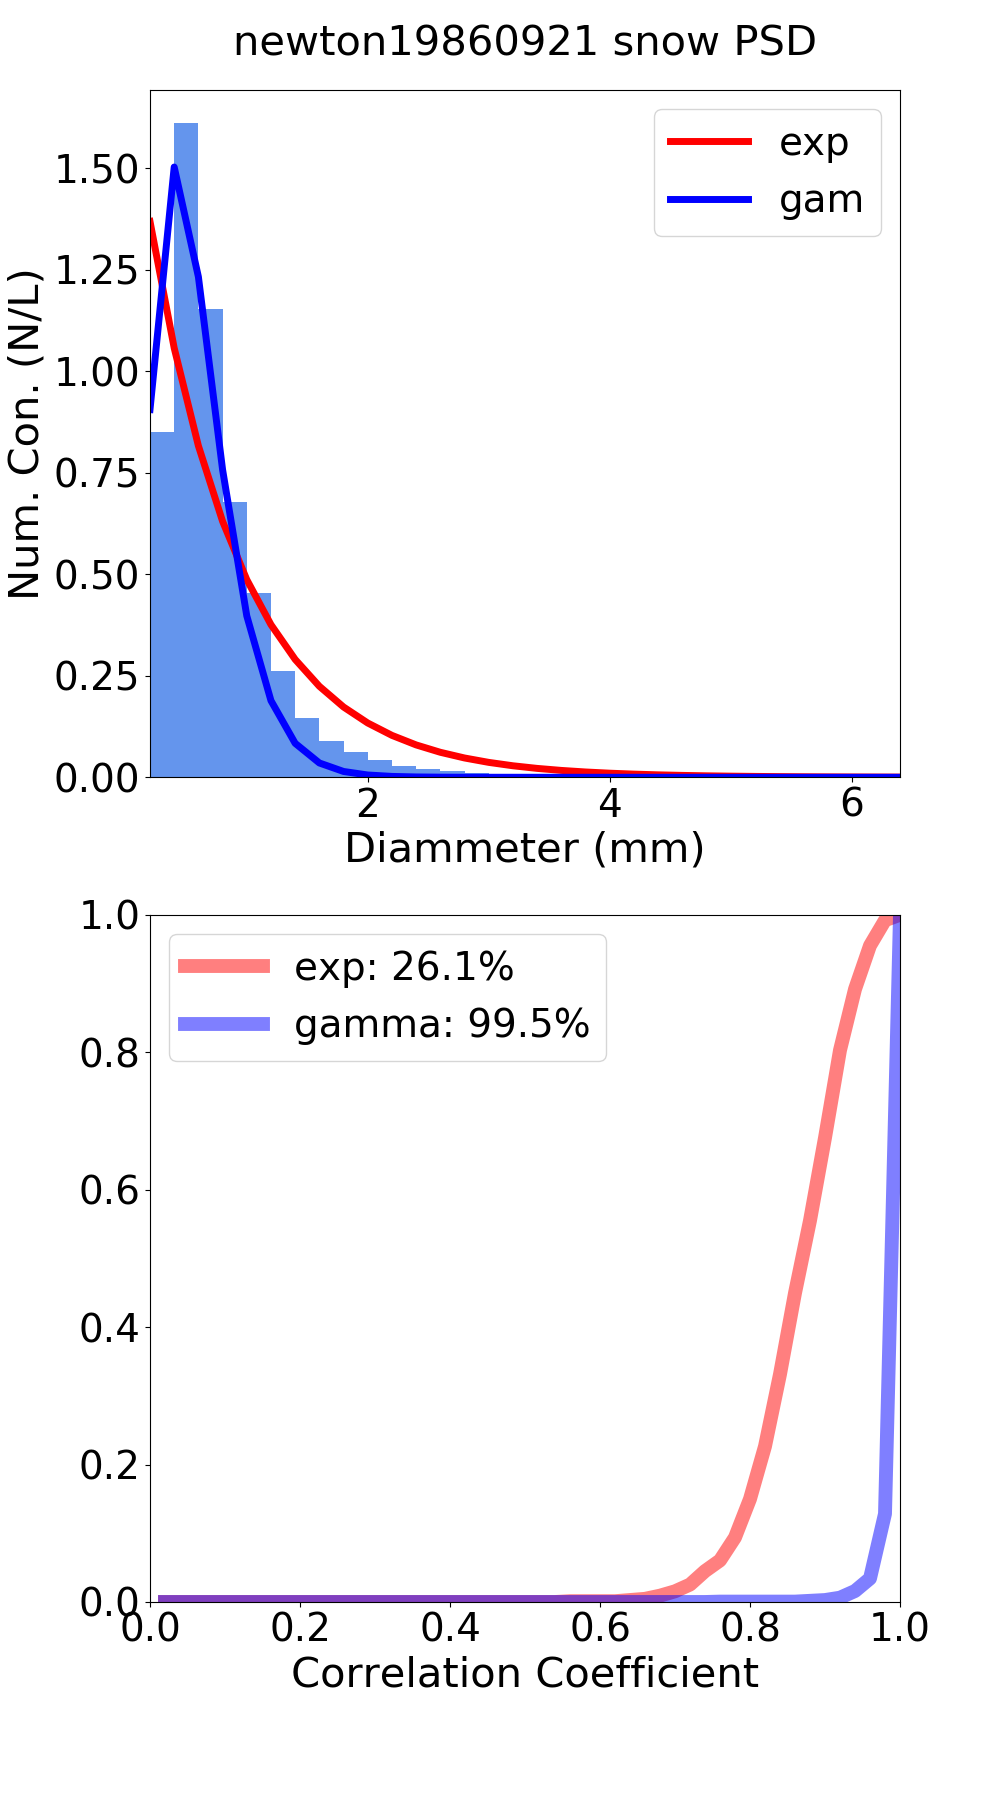 newton19860921 snow PSD
exp
gam
1.50
1.25
1.00
0.75
0.50
0.25
0.00
Num. Con. (N/L)
2 4 6
Diammeter (mm)
exp: 26.1%
gamma: 99.5%
1.0
0.8
0.6
0.4
0.2
0.0
0.0 0.2 0.4 0.6 0.8 1.0
Correlation Coefficient